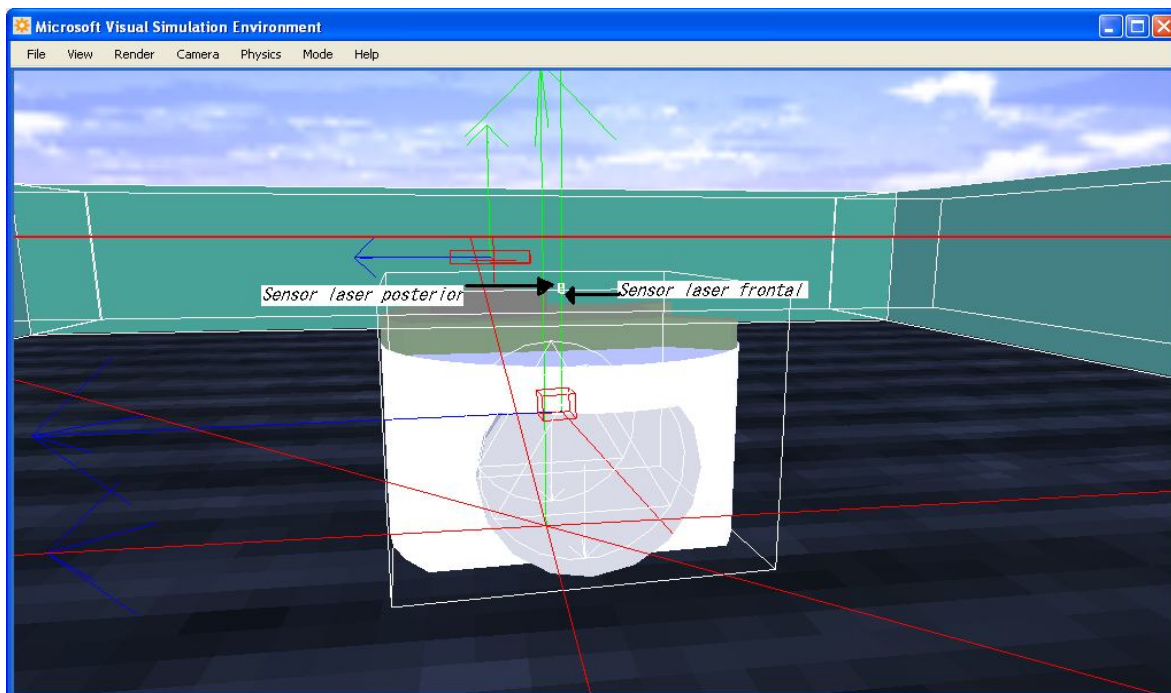 Microsoft Visual Simulation Environment
File View Render Camera Physics Mode Help
Sensor laser posterior
Sensor laser frontal